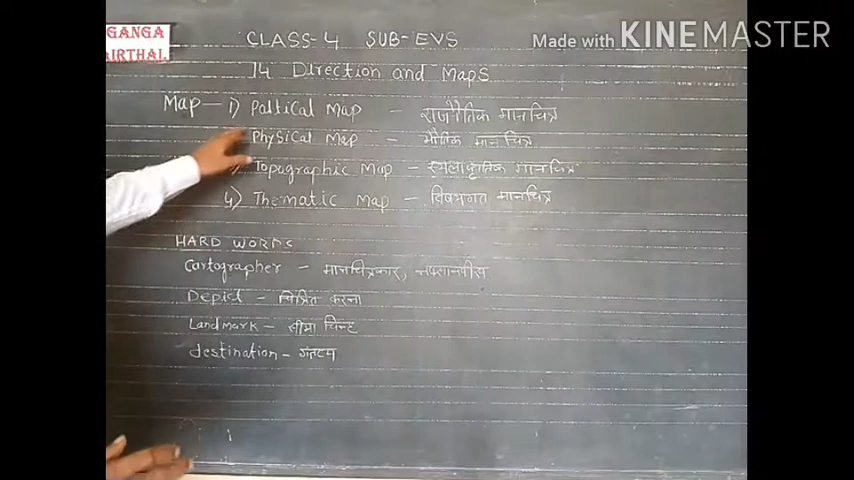 GANGA
AIRTHAL
Made with KINEMASTER
CLASS-4 SUB-EVS
14 Direction and Maps
Map - 1) Paltical Map - राजनैतिक मानचित्र
Physical Map - भौतिक मानचित्र
Topographic Map - स्थलाकृतिक मानचित्र
4) Thematic Map - विषयगत मानचित्र
HARD WORDS
Cartographer - मानचित्रकार, नक्सानवीस
Depict - चित्रित करना
Landmark - सीमा चिन्ह
destination - गंतव्य